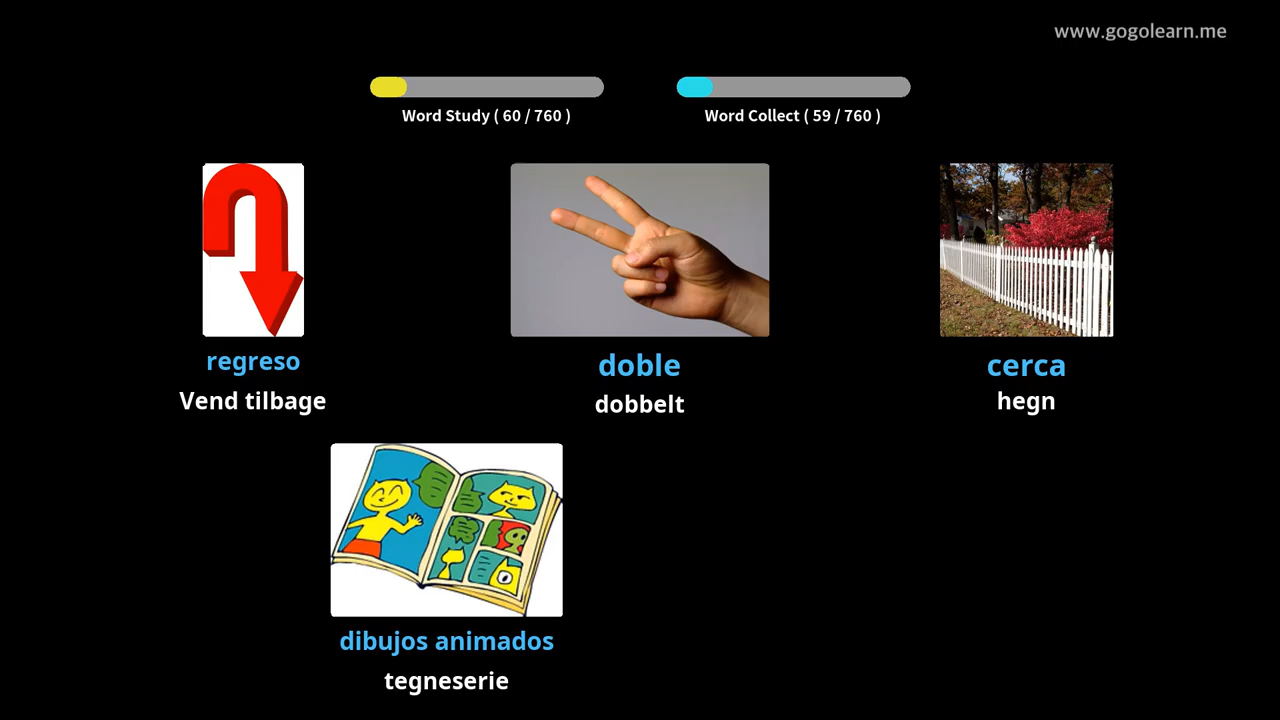 www.gogolearn.me
Word Study ( 60 / 760 )
Word Collect ( 59 / 760 )
regreso
Vend tilbage
doble
dobbelt
cerca
hegn
dibujos animados
tegneserie